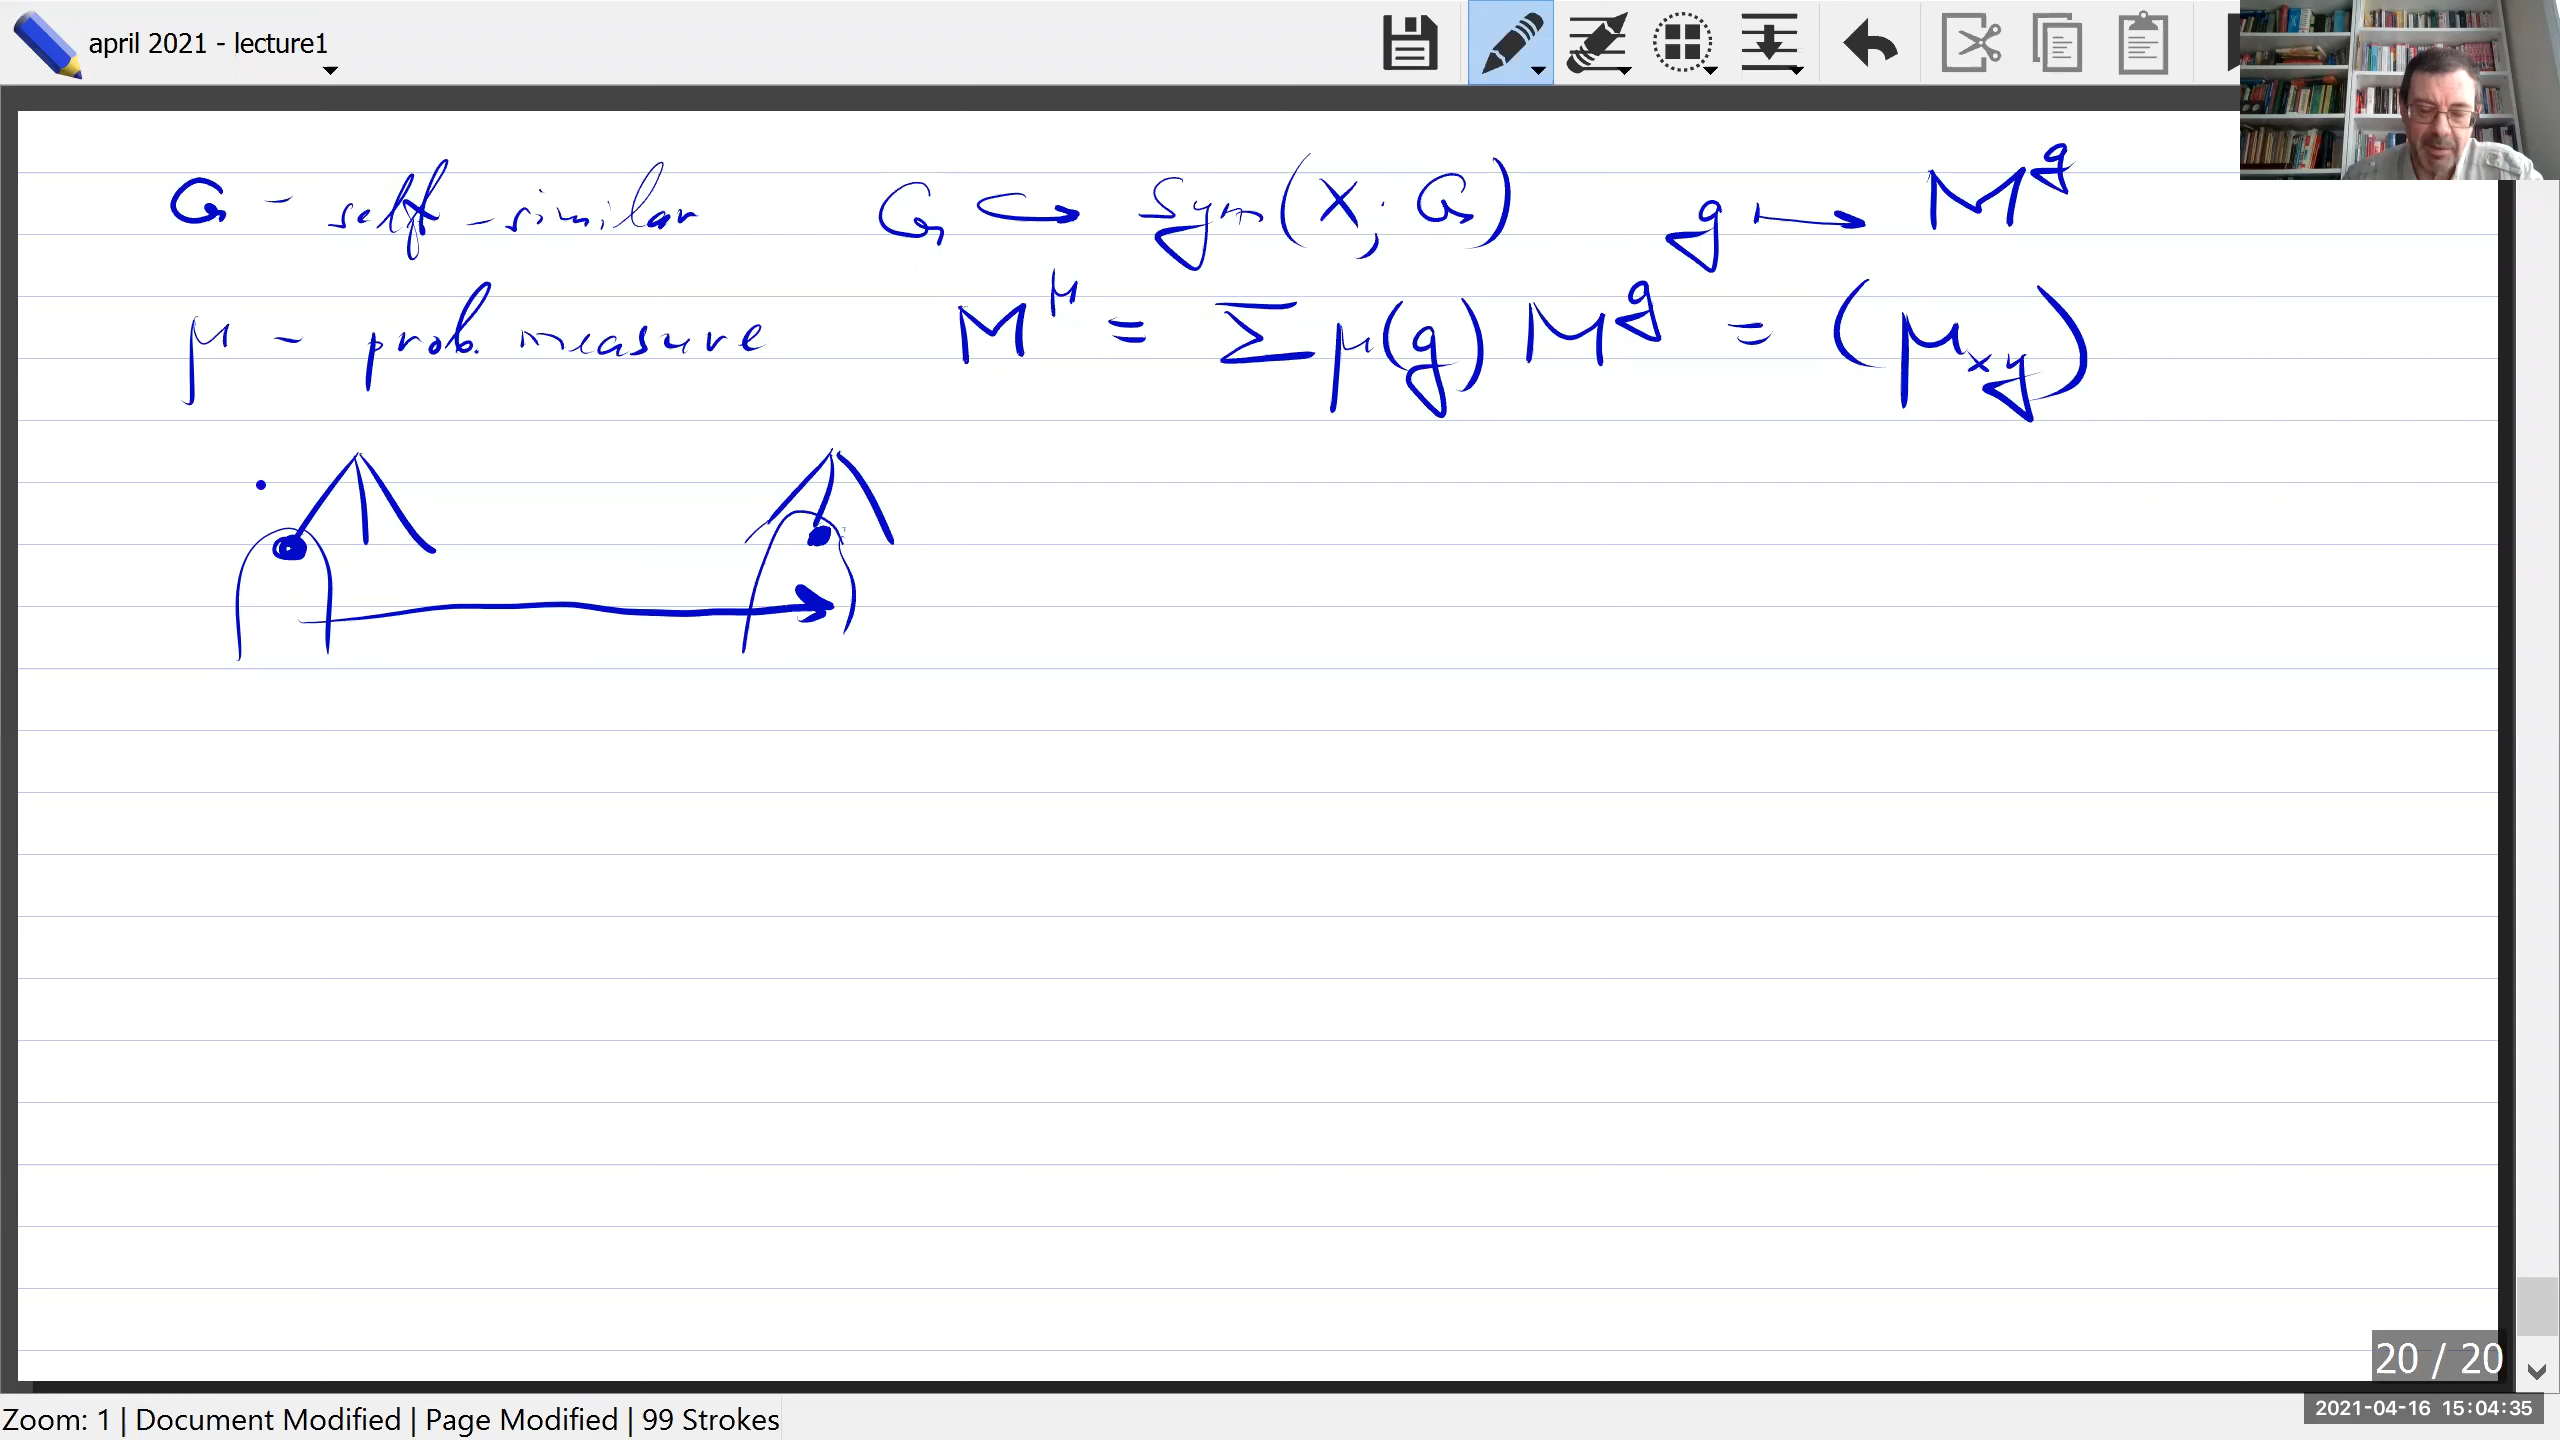 april 2021 - lecture1
G - self-similar G ↪ Sym(X; G) g ↦ M^g
μ - prob. measure M^μ = Σ μ(g) M^g = (μ_xy)
20 / 20
2021-04-16 15:04:35
Zoom: 1 | Document Modified | Page Modified | 99 Strokes